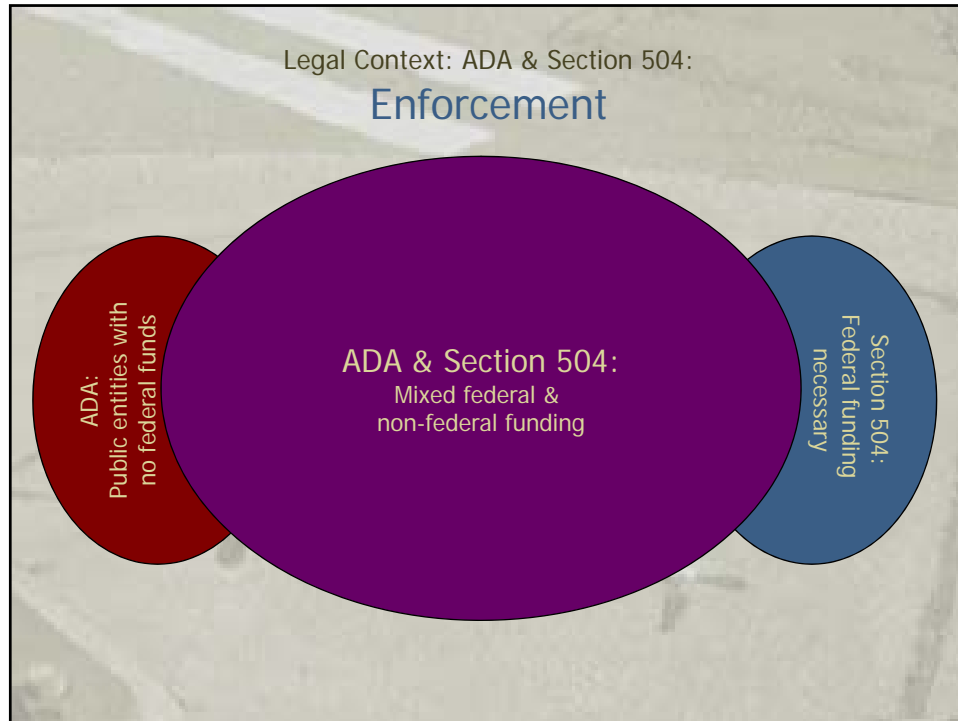 Legal Context: ADA & Section 504:
Enforcement
ADA:
Public entities with
no federal funds
ADA & Section 504:
Mixed federal &
non-federal funding
Section 504:
Federal funding
necessary